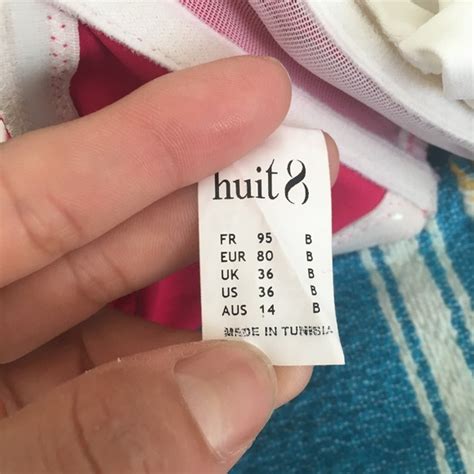 huit 8
FR 95 B
EUR 80 B
UK 36 B
US 36 B
AUS 14 B
MADE IN TUNISIA